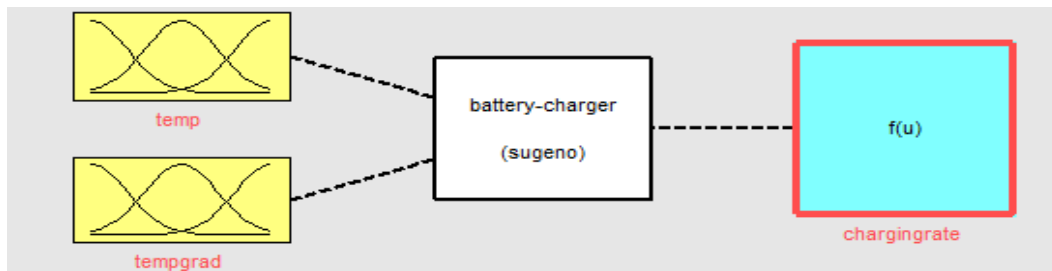 temp
tempgrad
battery-charger
(sugeno)
f(u)
chargingrate